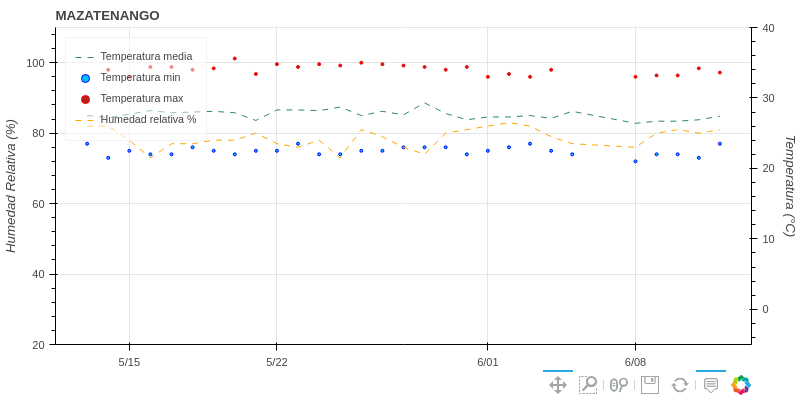 MAZATENANGO
Temperatura media
Temperatura min
Temperatura max
Humedad relativa %
Humedad Relativa (%)
100
80
60
40
20
Temperatura (°C)
40
30
20
10
0
5/15
5/22
6/01
6/08